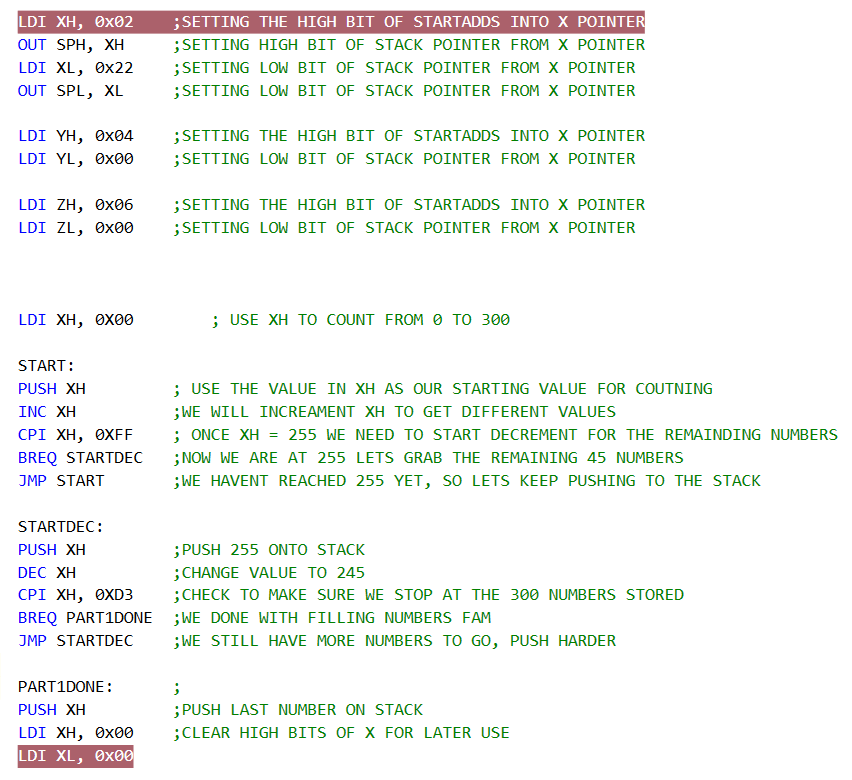 LDI XH, 0x02 ;SETTING THE HIGH BIT OF STARTADDS INTO X POINTER
OUT SPH, XH ;SETTING HIGH BIT OF STACK POINTER FROM X POINTER
LDI XL, 0x22 ;SETTING LOW BIT OF STACK POINTER FROM X POINTER
OUT SPL, XL ;SETTING LOW BIT OF STACK POINTER FROM X POINTER
LDI YH, 0x04 ;SETTING THE HIGH BIT OF STARTADDS INTO X POINTER
LDI YL, 0x00 ;SETTING LOW BIT OF STACK POINTER FROM X POINTER
LDI ZH, 0x06 ;SETTING THE HIGH BIT OF STARTADDS INTO X POINTER
LDI ZL, 0x00 ;SETTING LOW BIT OF STACK POINTER FROM X POINTER
LDI XH, 0X00 ; USE XH TO COUNT FROM 0 TO 300
START:
PUSH XH ; USE THE VALUE IN XH AS OUR STARTING VALUE FOR COUTNING
INC XH ;WE WILL INCREAMENT XH TO GET DIFFERENT VALUES
CPI XH, 0XFF ; ONCE XH = 255 WE NEED TO START DECREMENT FOR THE REMAINDING NUMBERS
BREQ STARTDEC ;NOW WE ARE AT 255 LETS GRAB THE REMAINING 45 NUMBERS
JMP START ;WE HAVENT REACHED 255 YET, SO LETS KEEP PUSHING TO THE STACK
STARTDEC:
PUSH XH ;PUSH 255 ONTO STACK
DEC XH ;CHANGE VALUE TO 245
CPI XH, 0XD3 ;CHECK TO MAKE SURE WE STOP AT THE 300 NUMBERS STORED
BREQ PART1DONE ;WE DONE WITH FILLING NUMBERS FAM
JMP STARTDEC ;WE STILL HAVE MORE NUMBERS TO GO, PUSH HARDER
PART1DONE: ;
PUSH XH ;PUSH LAST NUMBER ON STACK
LDI XH, 0x00 ;CLEAR HIGH BITS OF X FOR LATER USE
LDI XL, 0x00